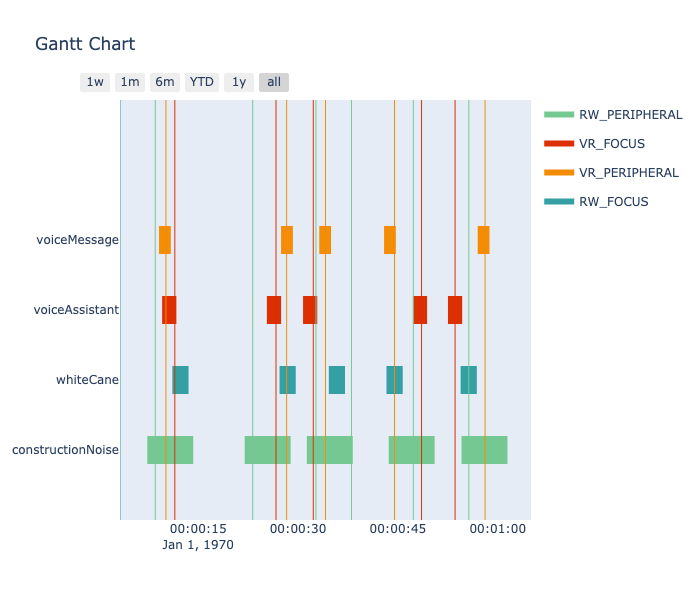 Gantt Chart
1w 1m 6m YTD 1y all
RW_PERIPHERAL
VR_FOCUS
VR_PERIPHERAL
RW_FOCUS
voiceMessage
voiceAssistant
whiteCane
constructionNoise
00:00:15 00:00:30 00:00:45 00:01:00
Jan 1, 1970